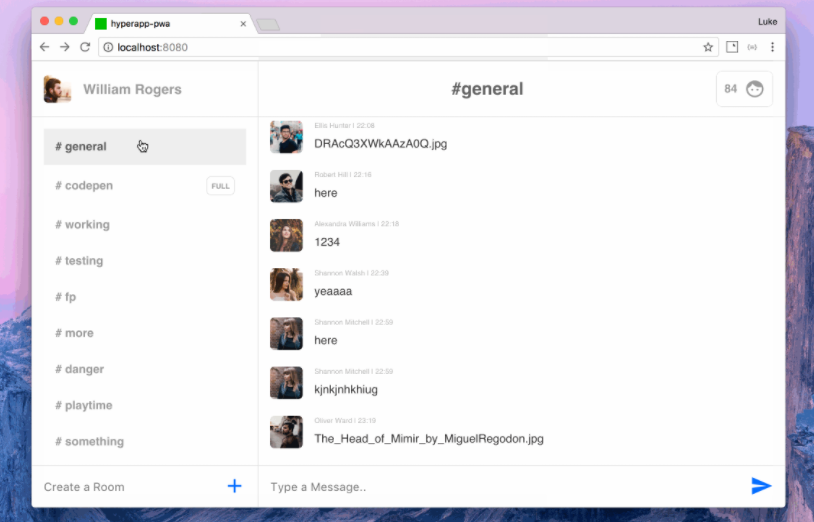 hyperapp-pwa
Luke
localhost:8080
William Rogers
#general
84
# general
# codepen
FULL
# working
# testing
# fp
# more
# danger
# playtime
# something
Create a Room
Ellis Hunter | 22:08
DRAcQ3XWkAAzA0Q.jpg
Robert Hill | 22:18
here
Alexandra Williams | 22:18
1234
Shannon Walsh | 22:39
yeaaaa
Shannon Mitchell | 22:59
here
Shannon Mitchell | 22:59
kjnkjnhkhiug
Oliver Ward | 23:19
The_Head_of_Mimir_by_MiguelRegodon.jpg
Type a Message..